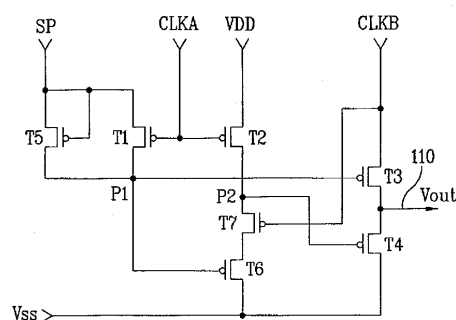 SP CLKA VDD CLKB
T5 T1 T2
T3 110
P1 P2 Vout
T7
T4
T6
Vss